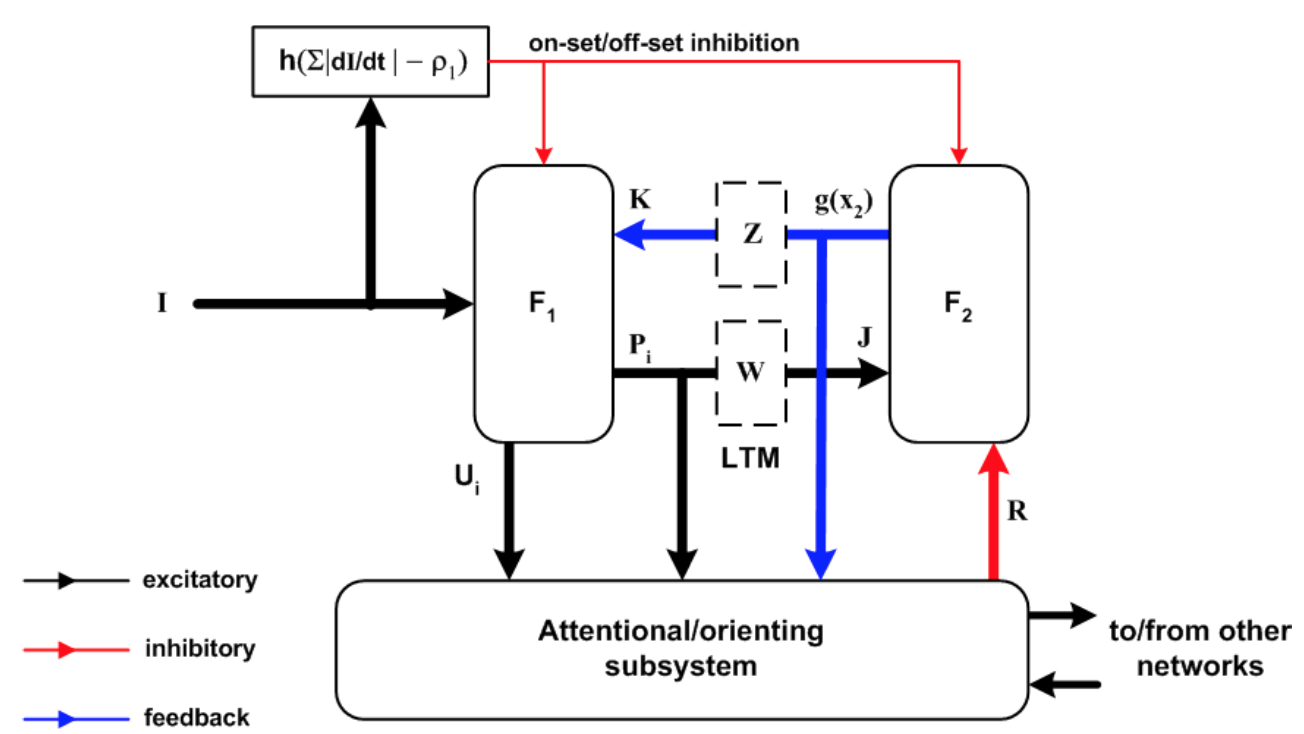 h(Σ|dI/dt | − ρ₁)
on-set/off-set inhibition
K
Z
g(x₂)
I
F₁
F₂
Pᵢ
W
J
LTM
Uᵢ
R
excitatory
inhibitory
feedback
Attentional/orienting
subsystem
to/from other
networks